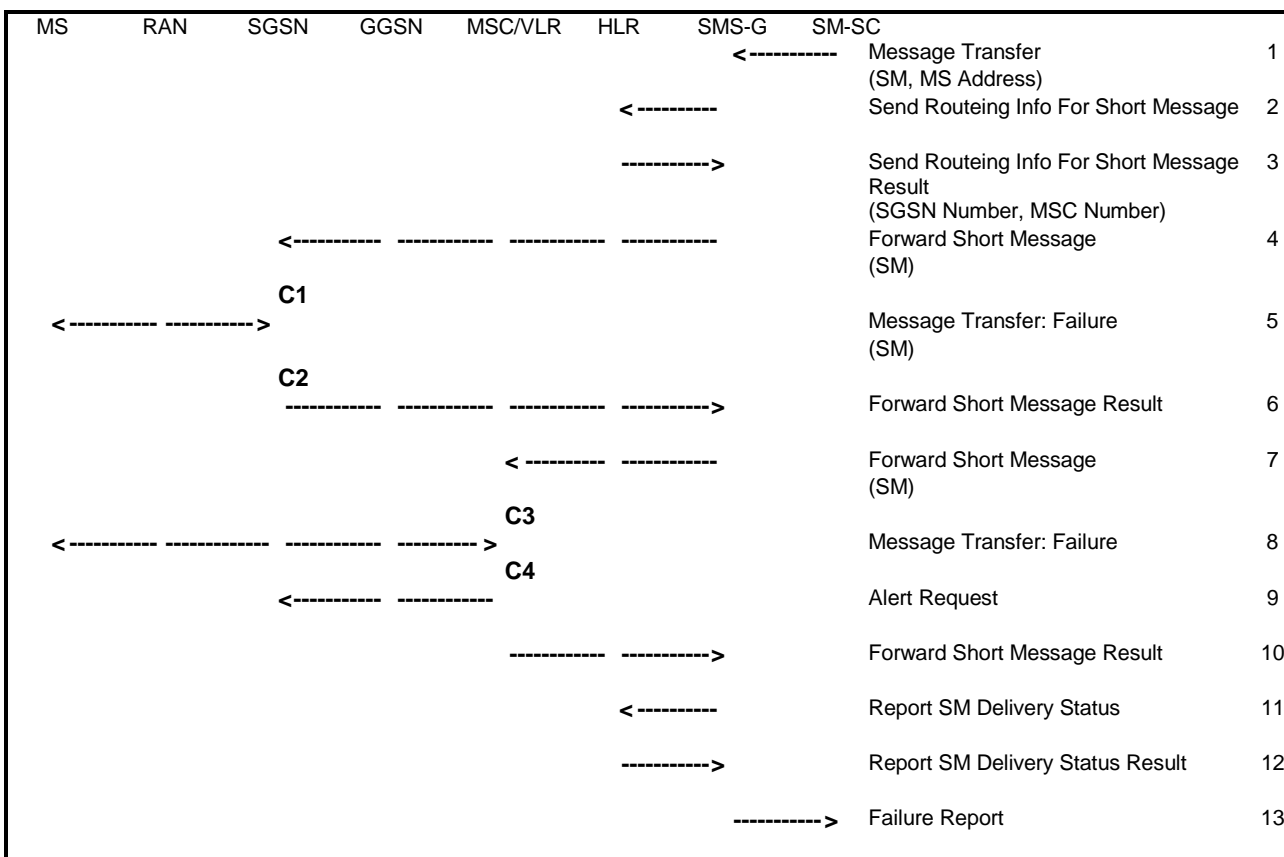 MS RAN SGSN GGSN MSC/VLR HLR SMS-G SM-SC
<----------- Message Transfer 1
(SM, MS Address)
<---------- Send Routeing Info For Short Message 2
-----------> Send Routeing Info For Short Message 3
Result
(SGSN Number, MSC Number)
<----------- ------------ ------------ ------------ Forward Short Message 4
(SM)
C1
<----------- -----------> Message Transfer: Failure 5
(SM)
C2
------------ ------------ ------------ -----------> Forward Short Message Result 6
<---------- ------------ Forward Short Message 7
(SM)
C3
<----------- ------------- ------------ ----------> Message Transfer: Failure 8
C4
<----------- ------------ Alert Request 9
------------ -----------> Forward Short Message Result 10
<---------- Report SM Delivery Status 11
-----------> Report SM Delivery Status Result 12
-----------> Failure Report 13